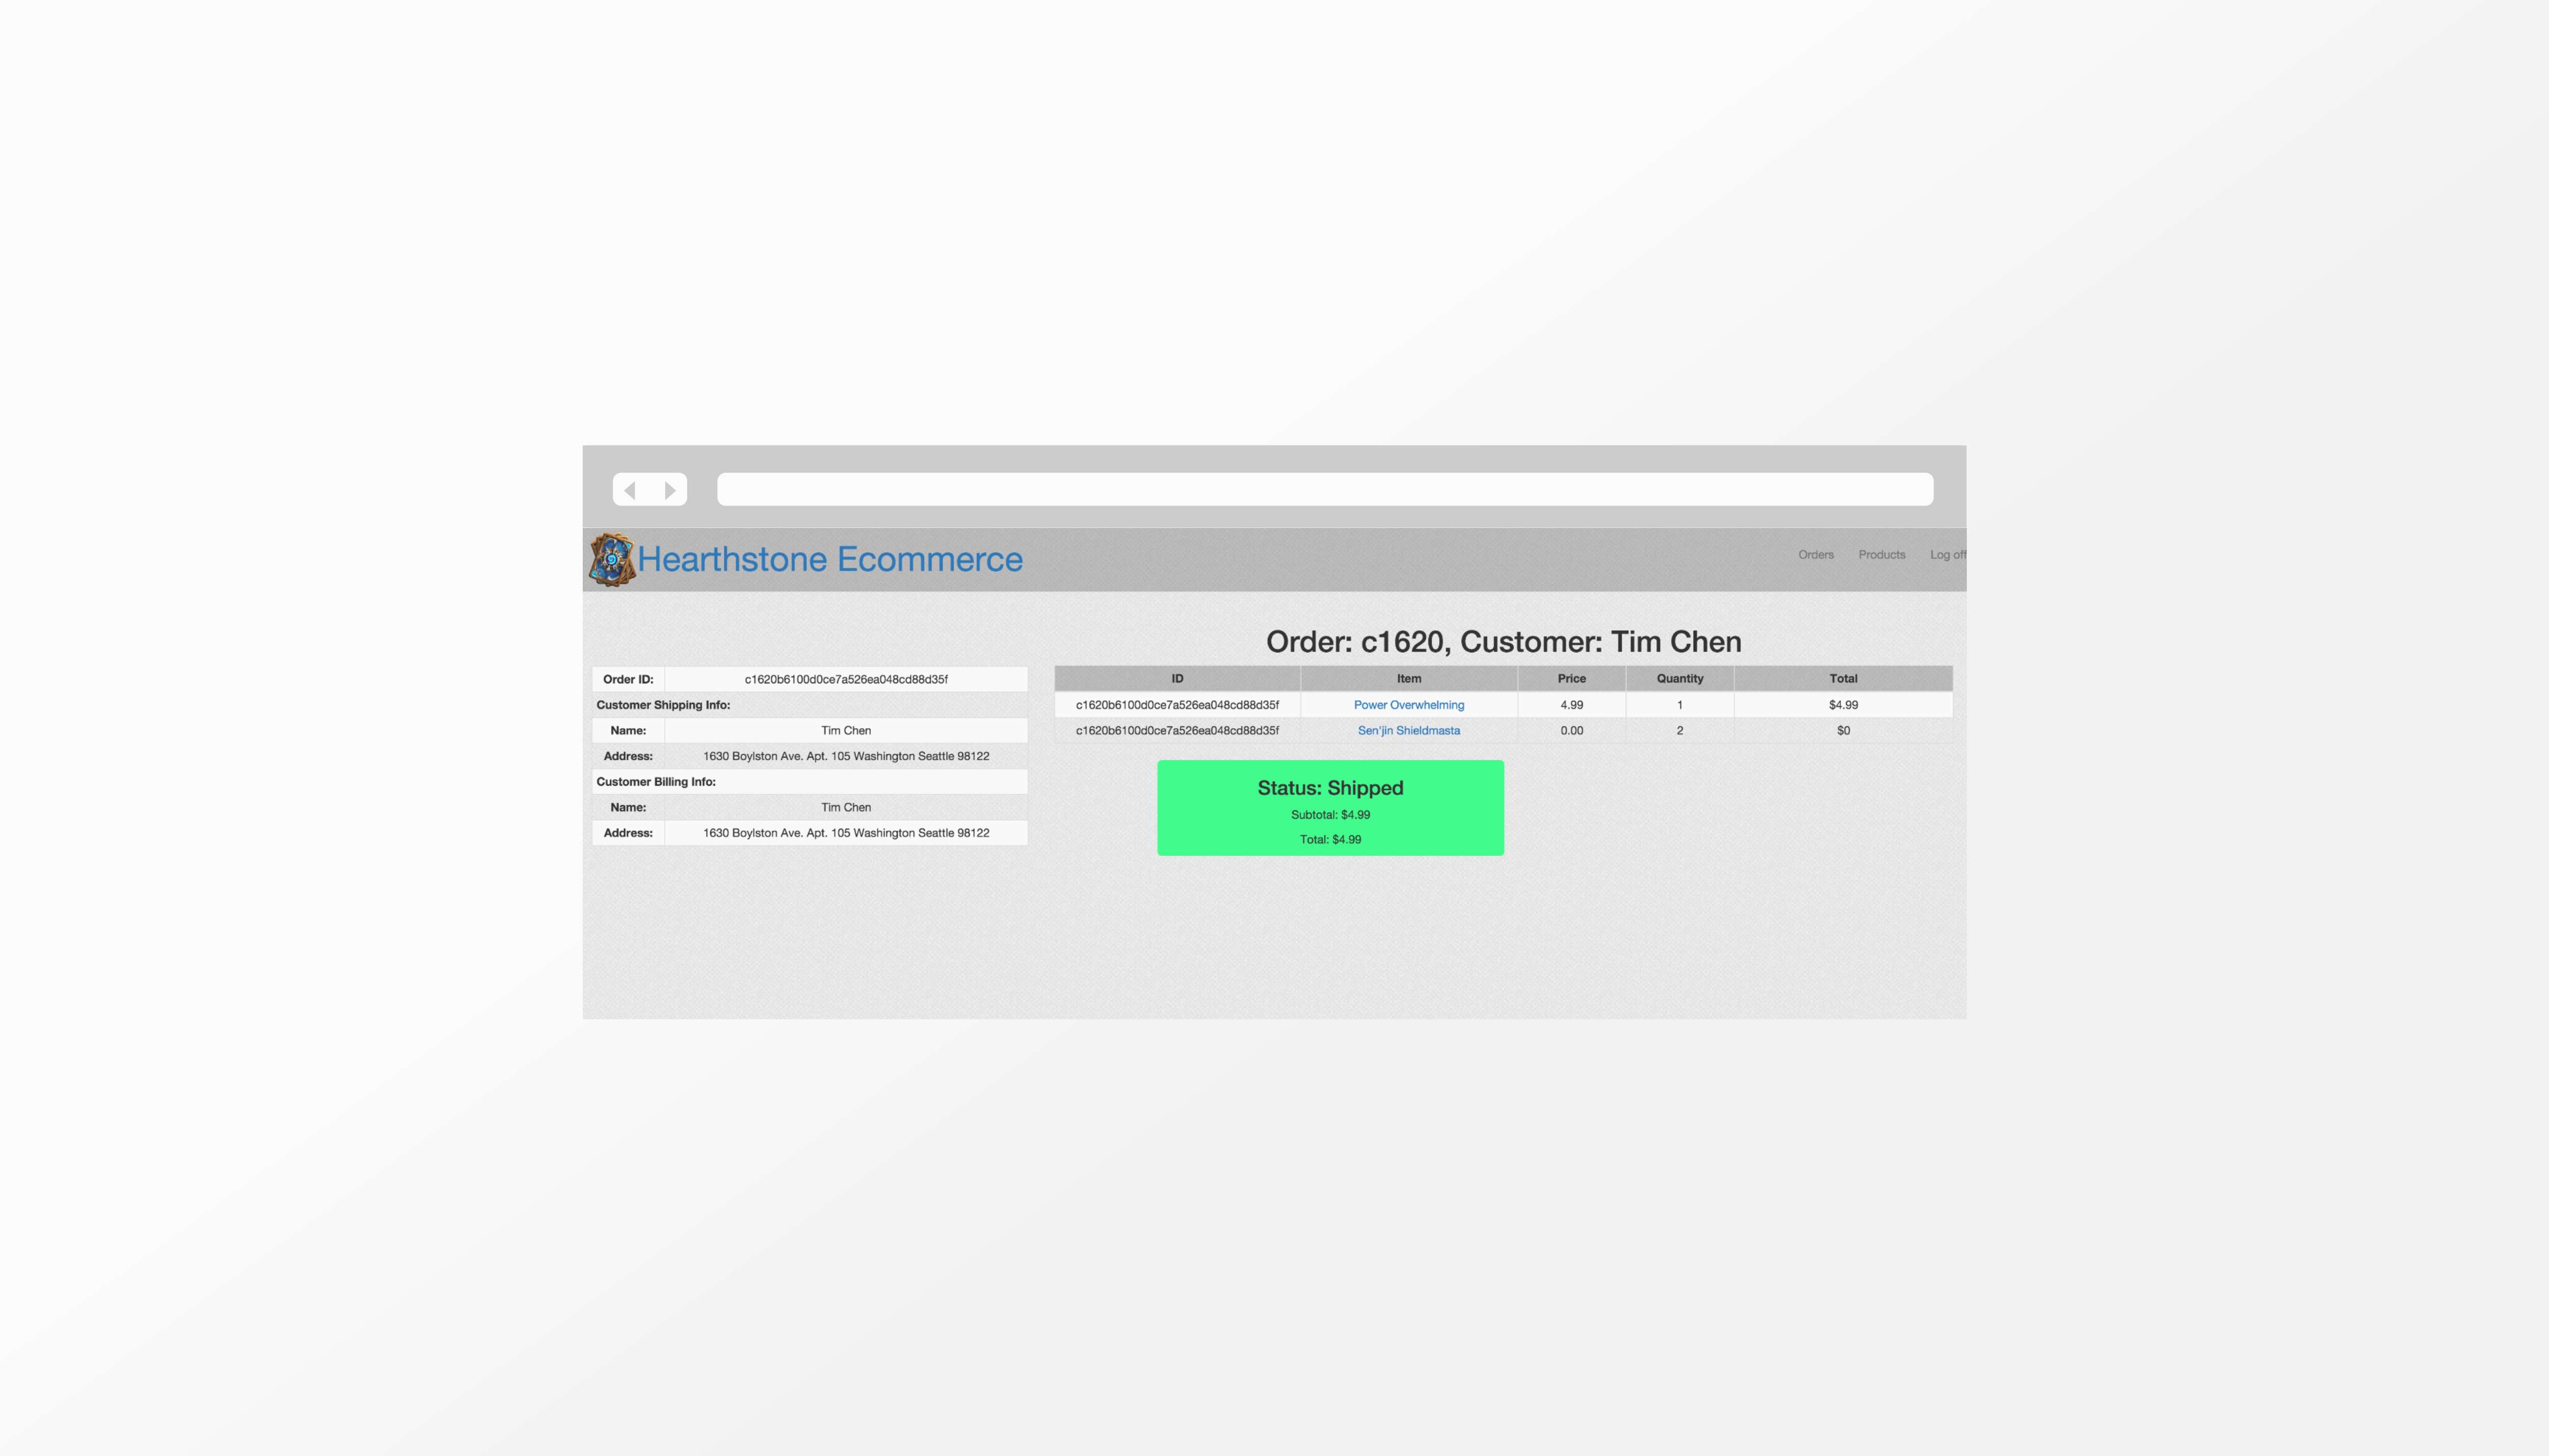 Hearthstone Ecommerce
Orders Products Log off
Order: c1620, Customer: Tim Chen
Order ID: c1620b6100d0ce7a526ea048cd88d35f
Customer Shipping Info:
Name: Tim Chen
Address: 1630 Boylston Ave. Apt. 105 Washington Seattle 98122
Customer Billing Info:
Name: Tim Chen
Address: 1630 Boylston Ave. Apt. 105 Washington Seattle 98122
ID Item Price Quantity Total
c1620b6100d0ce7a526ea048cd88d35f Power Overwhelming 4.99 1 $4.99
c1620b6100d0ce7a526ea048cd88d35f Sen'jin Shieldmasta 0.00 2 $0
Status: Shipped
Subtotal: $4.99
Total: $4.99